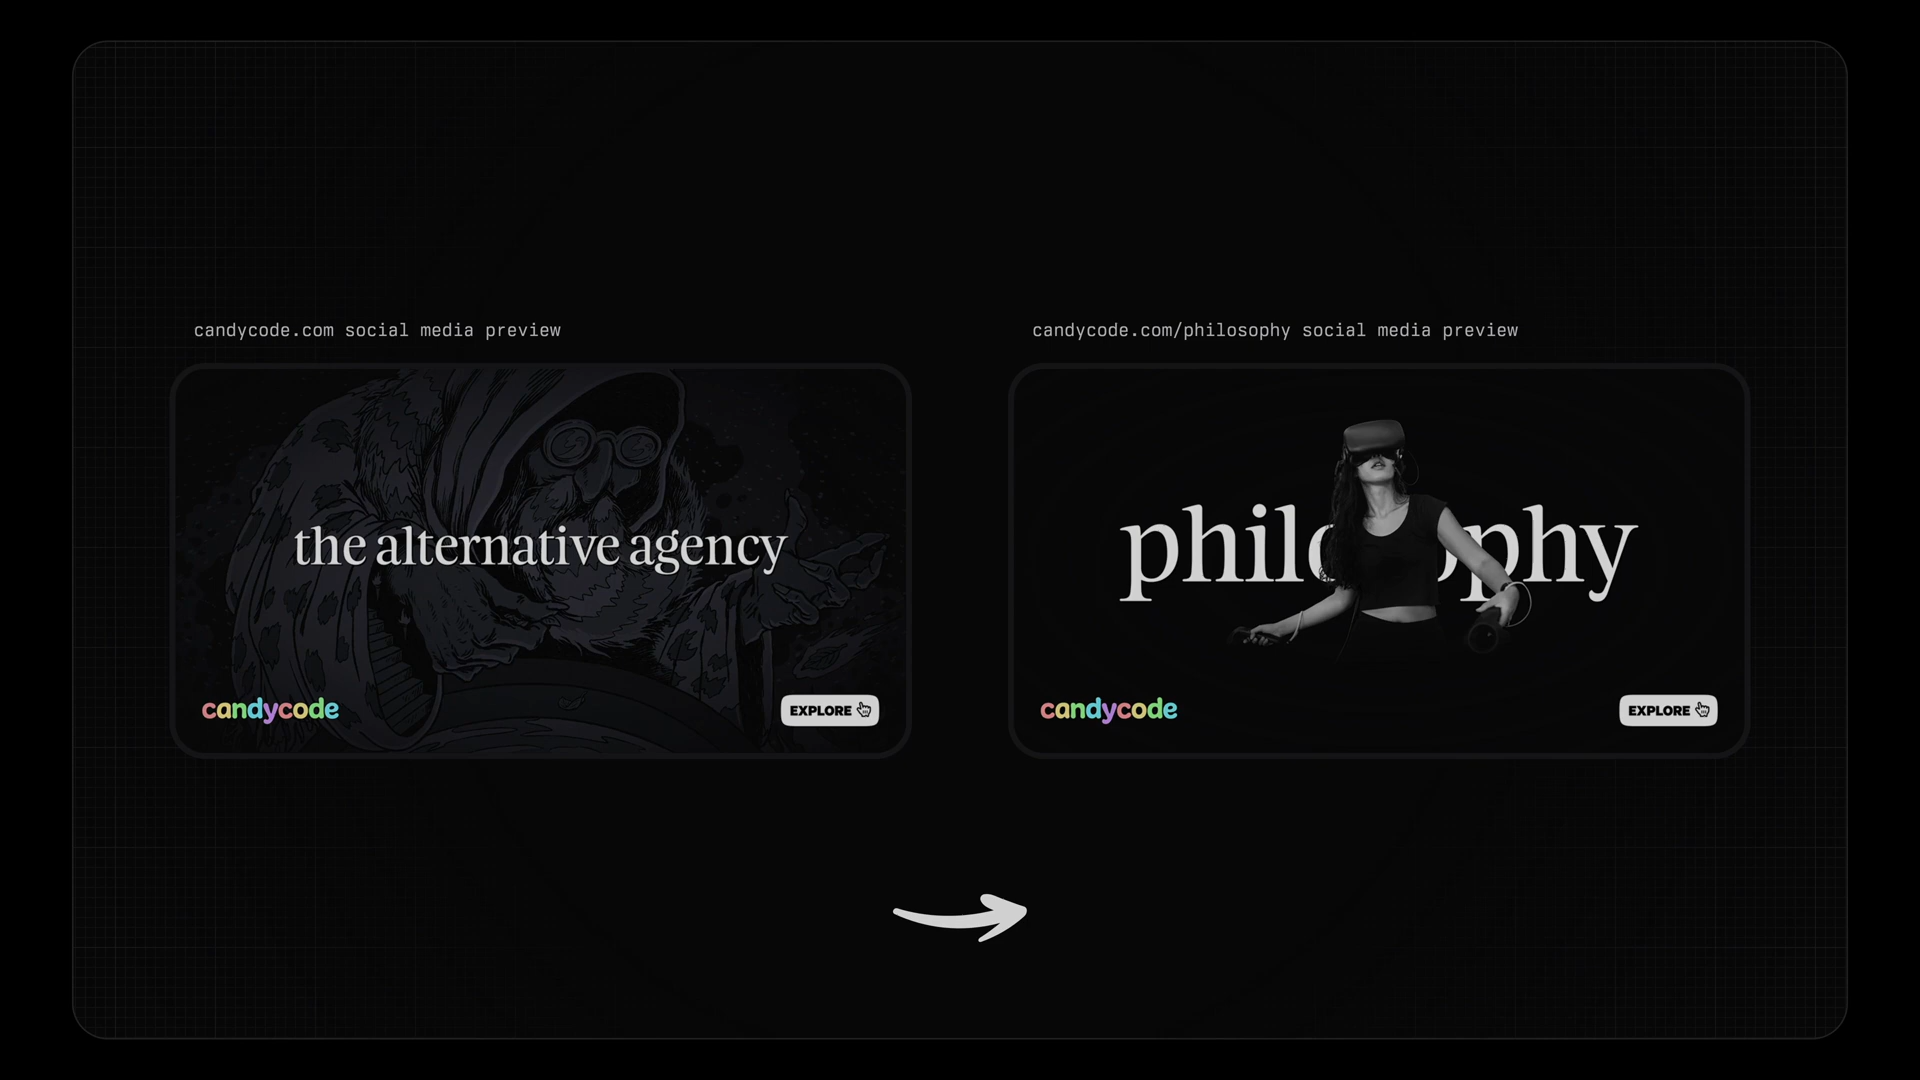 candycode.com social media preview
the alternative agency
candycode
EXPLORE
candycode.com/philosophy social media preview
philosophy
candycode
EXPLORE